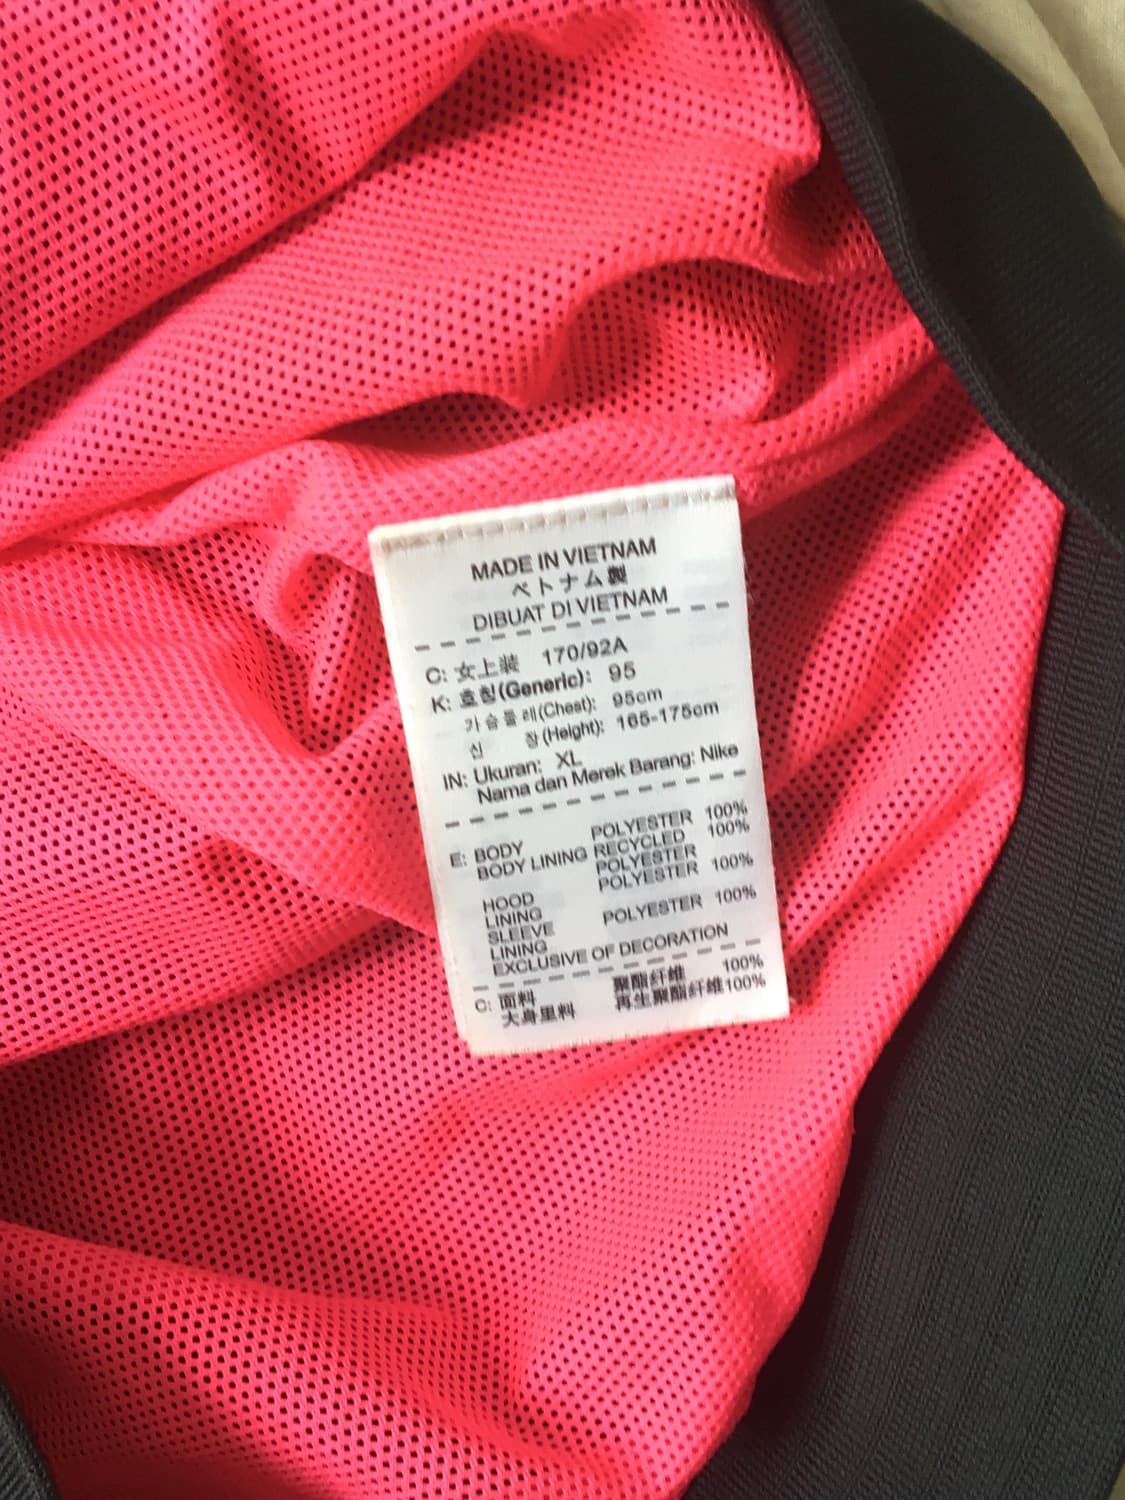 MADE IN VIETNAM
ベトナム製
DIBUAT DI VIETNAM
C: 女上装 170/92A
K: 호칭(Generic): 95
가슴둘레(Chest): 95cm
신 장(Height): 165-175cm
IN: Ukuran: XL
Nama dan Merek Barang: Nike
E: BODY POLYESTER 100%
BODY LINING RECYCLED 100%
POLYESTER
HOOD POLYESTER 100%
LINING
SLEEVE POLYESTER 100%
LINING
EXCLUSIVE OF DECORATION
C: 面料 聚酯纤维 100%
大身里料 再生聚酯纤维100%